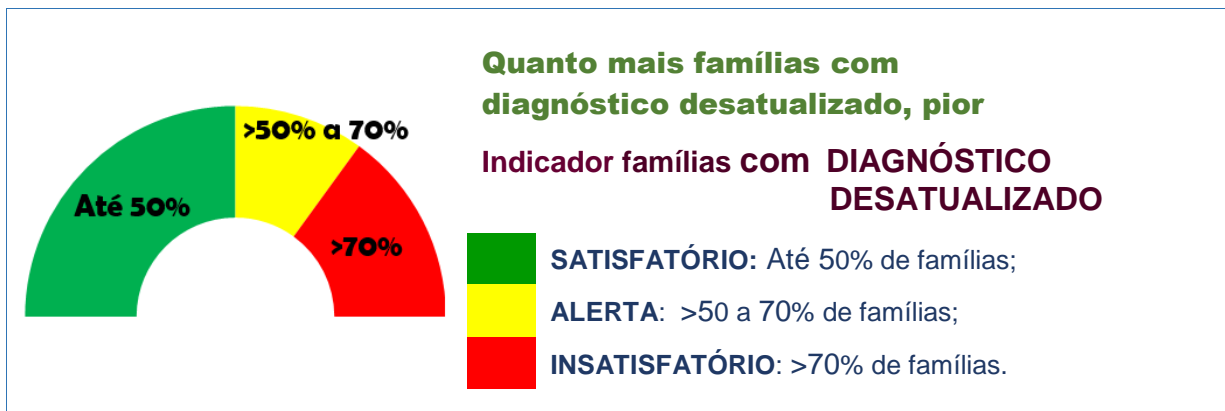 >50% a 70%
Até 50%
>70%
Quanto mais famílias com
diagnóstico desatualizado, pior
Indicador famílias com DIAGNÓSTICO
DESATUALIZADO
SATISFATÓRIO: Até 50% de famílias;
ALERTA: >50 a 70% de famílias;
INSATISFATÓRIO: >70% de famílias.